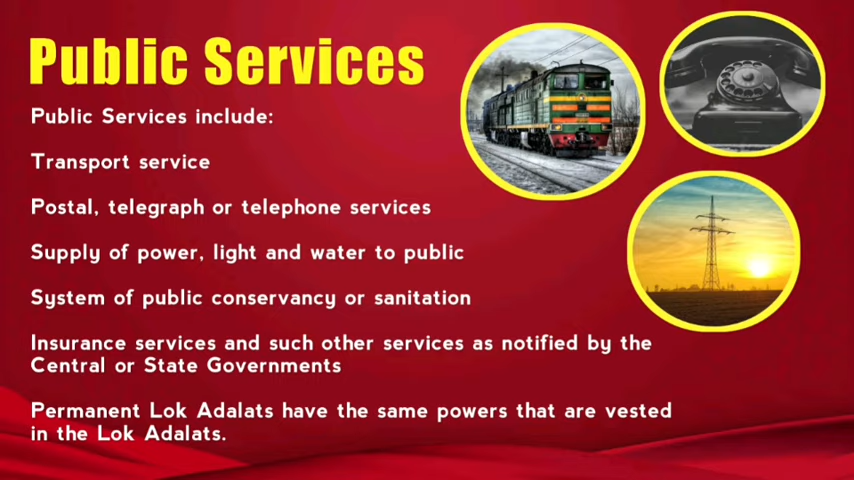 Public Services
Public Services include:
Transport service
Postal, telegraph or telephone services
Supply of power, light and water to public
System of public conservancy or sanitation
Insurance services and such other services as notified by the
Central or State Governments
Permanent Lok Adalats have the same powers that are vested
in the Lok Adalats.